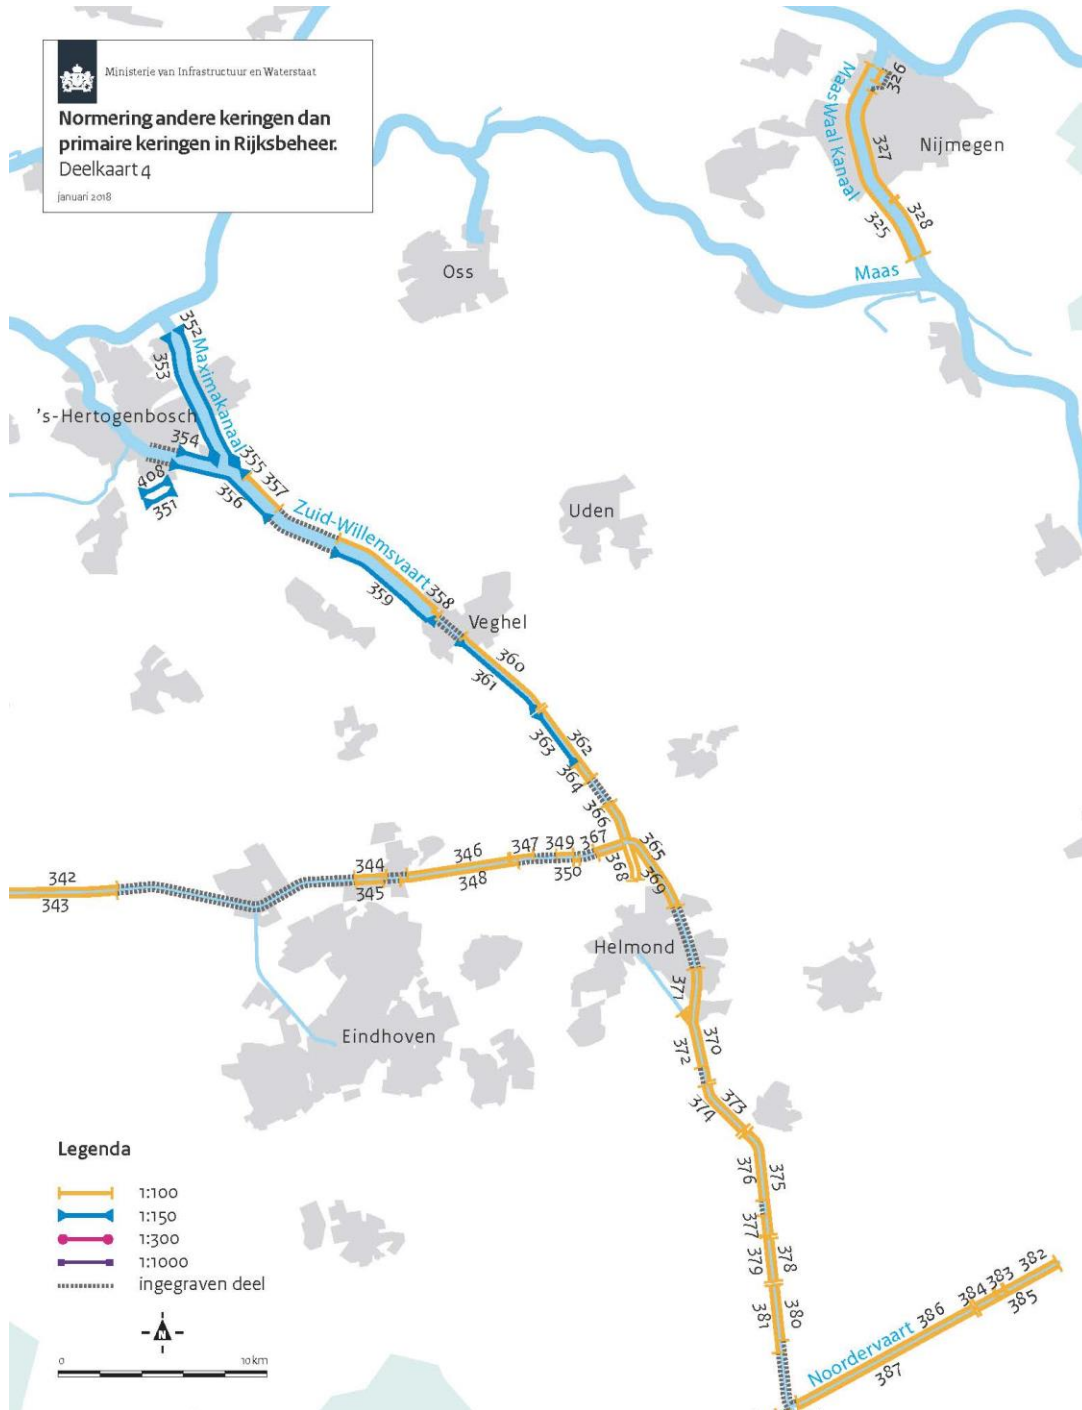 Ministerie van Infrastructuur en Waterstaat
Normering andere keringen dan
primaire keringen in Rijksbeheer.
Deelkaart 4
januari 2018
326
MaasWaal Kanaal
Nijmegen
327
328
325
Maas
Oss
352
353
Maximakanaal
's-Hertogenbosch
354
355
357
408
351
356
Zuid-Willemsvaart
Uden
359
358
Veghel
360
361
362
363
364
366
365
367
368
369
346
347
349
350
344
345
348
342
343
Helmond
371
370
372
Eindhoven
373
374
375
376
377
378
379
380
381
382
383
384
385
386
Noordervaart
387
Legenda
1:100
1:150
1:300
1:1000
ingegraven deel
N
0 10 km